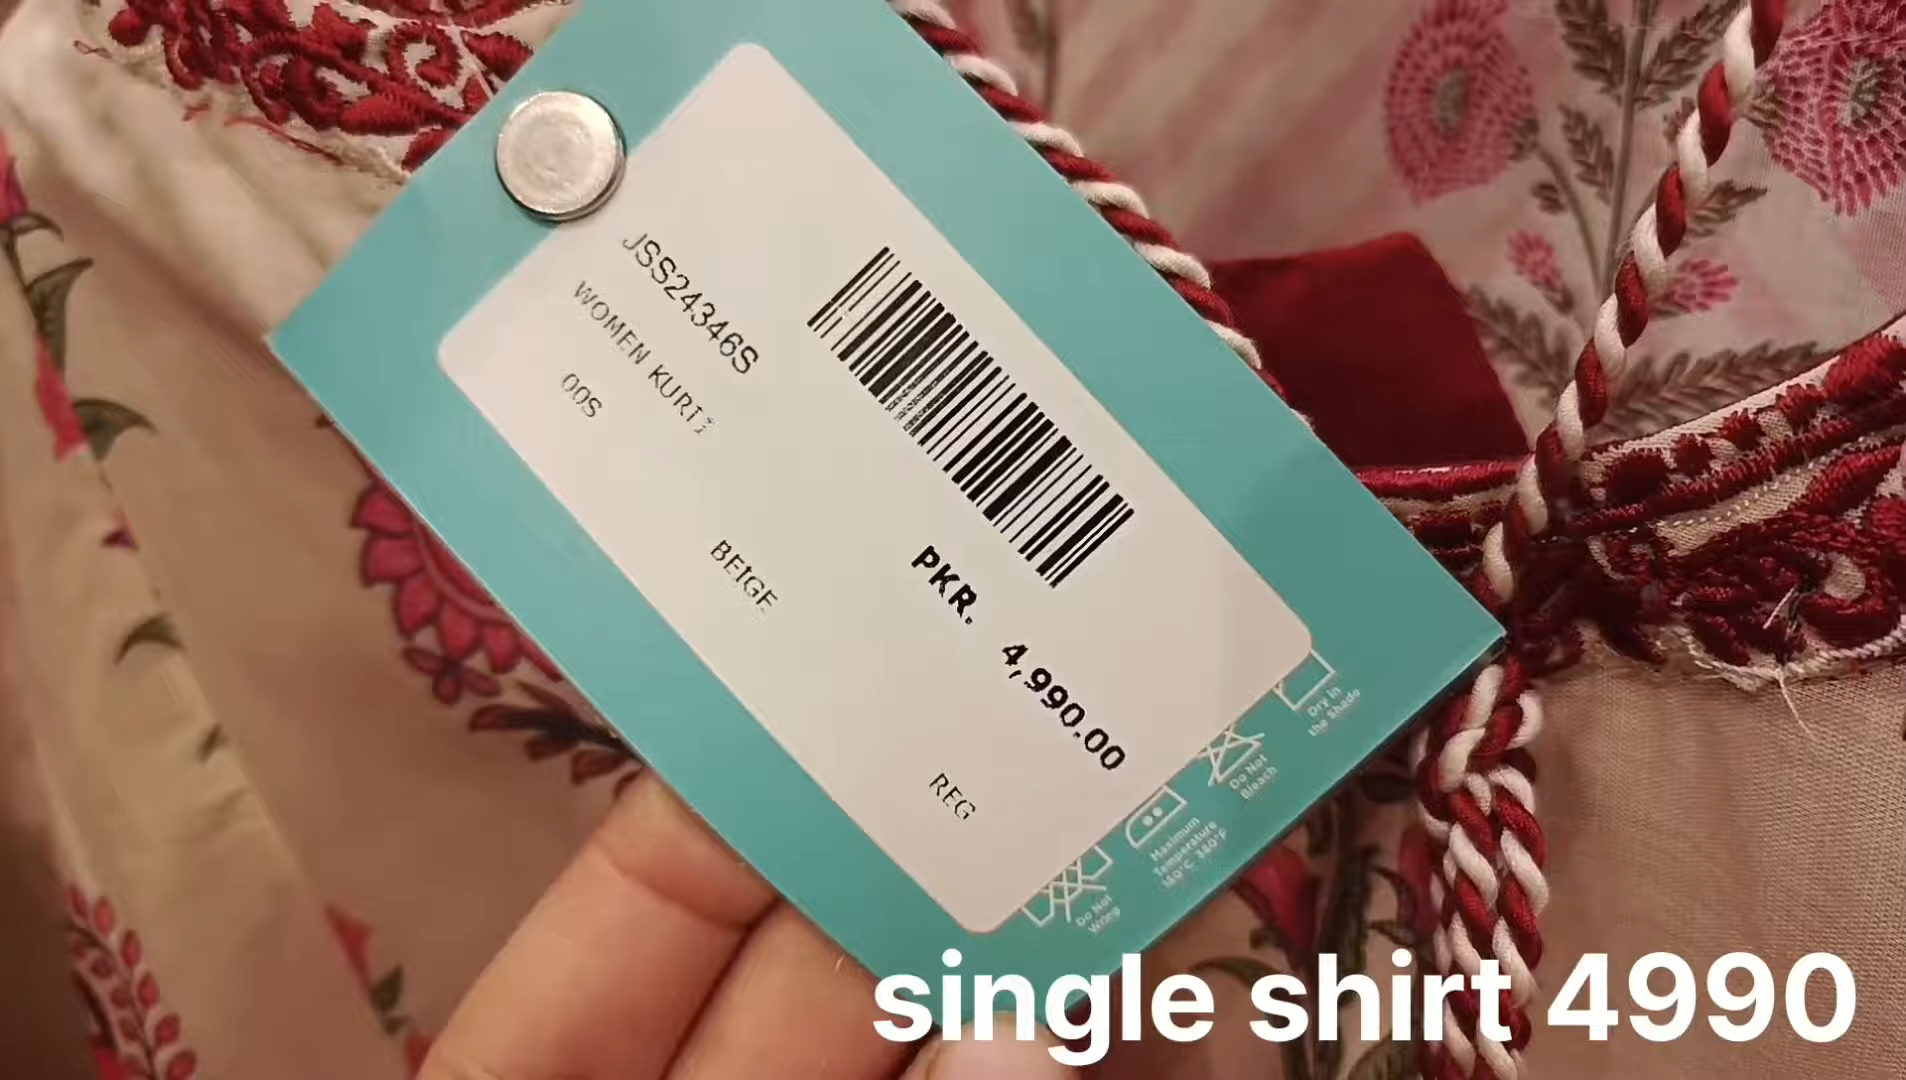 JSS24346S
WOMEN KURTI
00S
BEIGE
PKR. 4,990.00
REG
Do Not
Wring
Maximum
Temperature
Do Not
Bleach
Dry in
the Shade
single shirt 4990